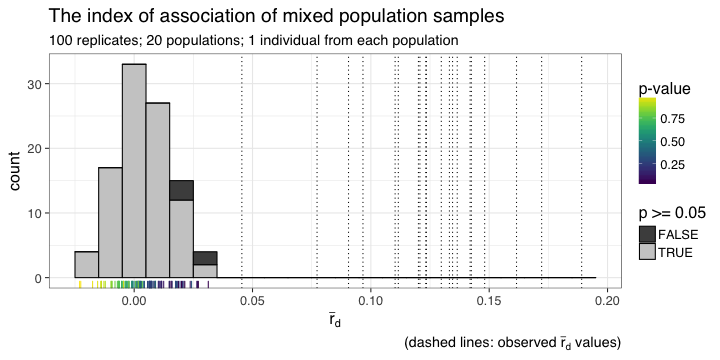 The index of association of mixed population samples
100 replicates; 20 populations; 1 individual from each population
count
30
20
10
0
0.00
0.05
0.10
0.15
0.20
r̄d
(dashed lines: observed r̄d values)
p-value
0.75
0.50
0.25
p >= 0.05
FALSE
TRUE